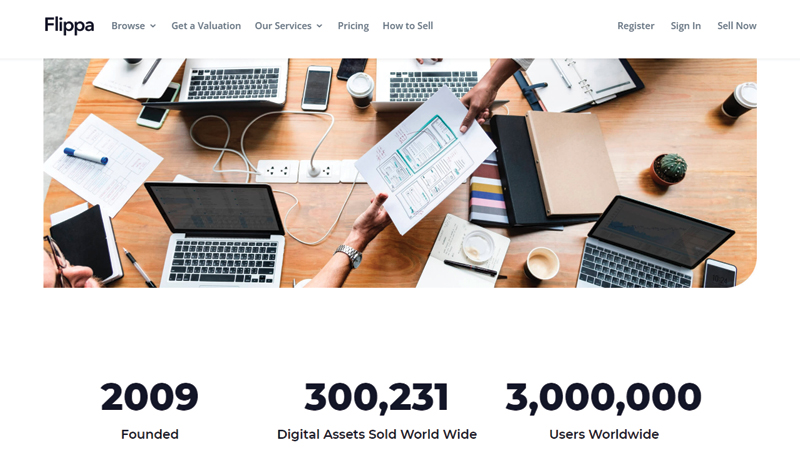 Flippa Browse Get a Valuation Our Services Pricing How to Sell Register Sign In Sell Now
2009 300,231 3,000,000
Founded Digital Assets Sold World Wide Users Worldwide